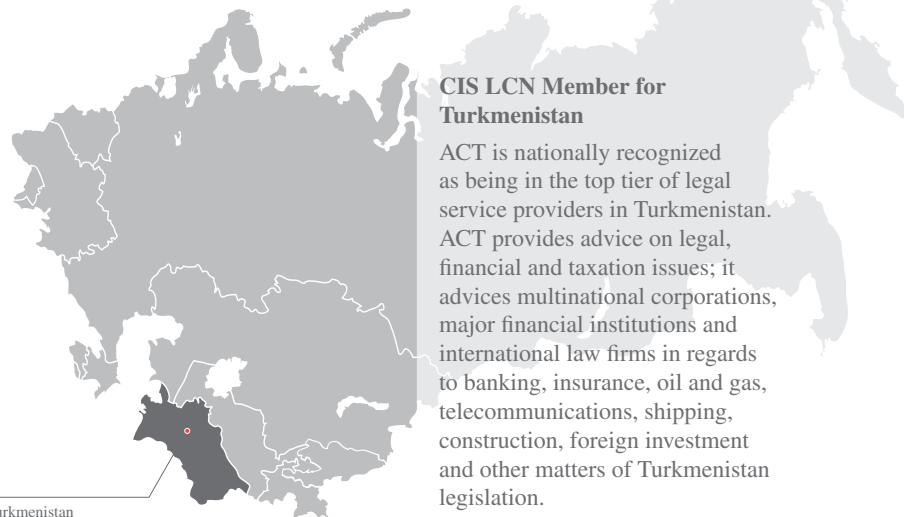 CIS LCN Member for
Turkmenistan
ACT is nationally recognized
as being in the top tier of legal
service providers in Turkmenistan.
ACT provides advice on legal,
financial and taxation issues; it
advices multinational corporations,
major financial institutions and
international law firms in regards
to banking, insurance, oil and gas,
telecommunications, shipping,
construction, foreign investment
and other matters of Turkmenistan
legislation.
urkmenistan